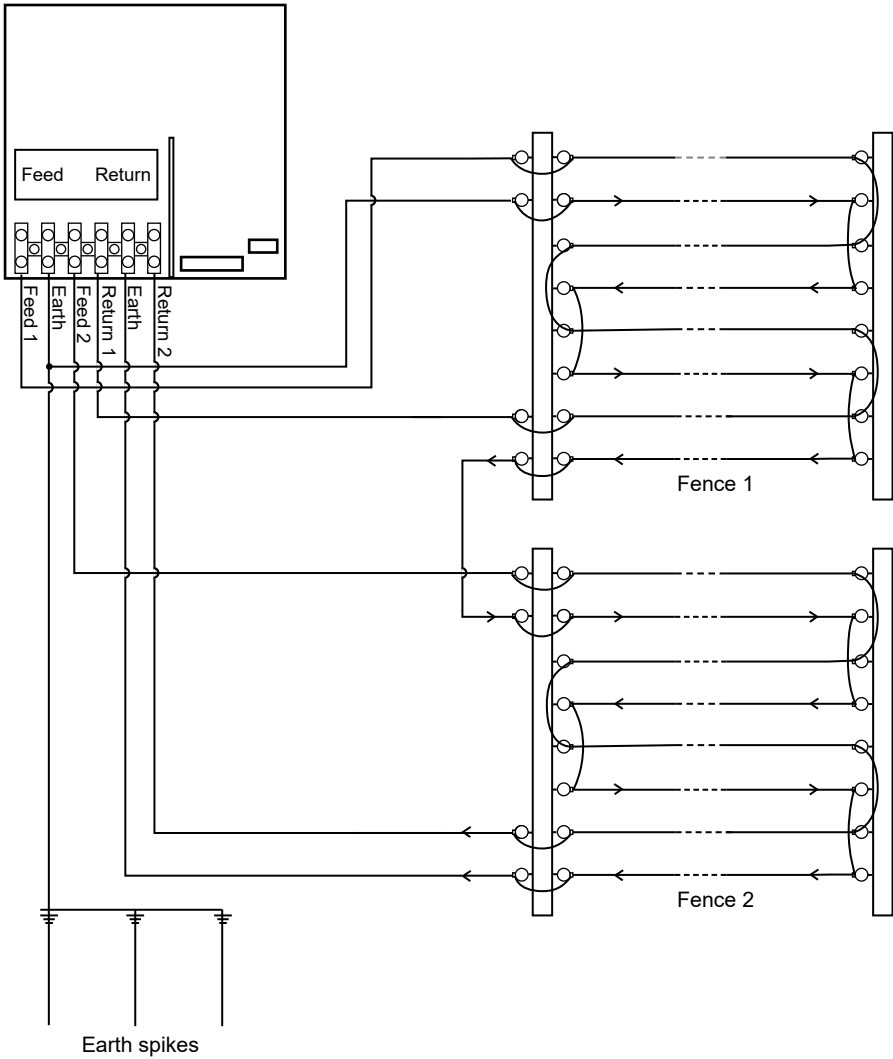 Feed Return
Feed 1
Earth
Feed 2
Return 1
Earth
Return 2
Fence 1
Fence 2
Earth spikes